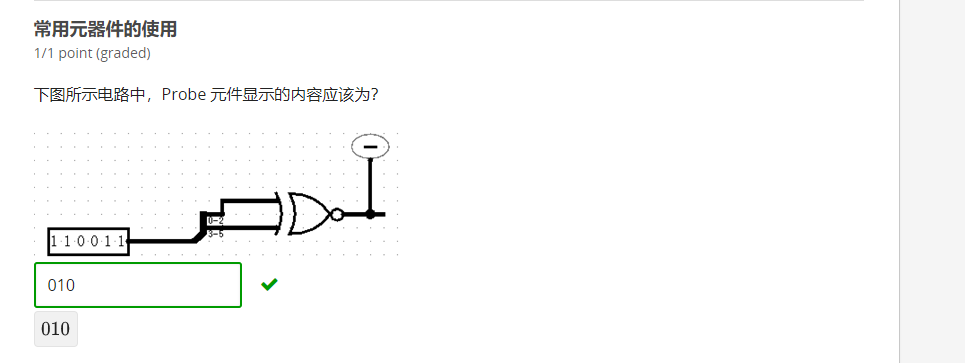 常用元器件的使用
1/1 point (graded)
下图所示电路中，Probe 元件显示的内容应该为？
0-2
3-5
1 1 0 0 1 1
010
010